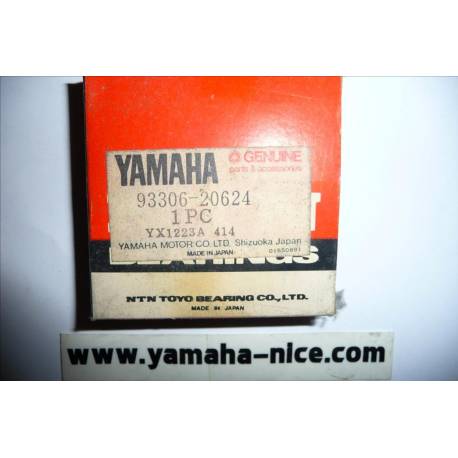 YAMAHA GENUINE
parts & accessories
93306-20624
1PC
YX1223A 414
YAMAHA MOTOR CO.LTD. Shizuoka Japan
MADE IN JAPAN
NTN TOYO BEARING CO., LTD.
MADE IN JAPAN
www.yamaha-nice.com